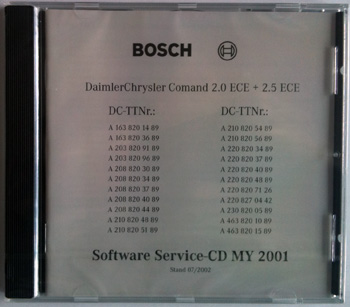 BOSCH
DaimlerChrysler Comand 2.0 ECE + 2.5 ECE
DC-TTNr.: DC-TTNr.:
A 163 820 14 89 A 210 820 54 89
A 163 820 36 89 A 210 820 56 89
A 203 820 91 89 A 220 820 34 89
A 203 820 96 89 A 220 820 37 89
A 208 820 30 89 A 220 820 40 89
A 208 820 34 89 A 220 820 48 89
A 208 820 37 89 A 220 820 71 26
A 208 820 40 89 A 220 827 04 42
A 208 820 44 89 A 230 820 05 89
A 210 820 48 89 A 463 820 10 89
A 210 820 51 89 A 463 820 15 89
Software Service-CD MY 2001
Stand 07/2002